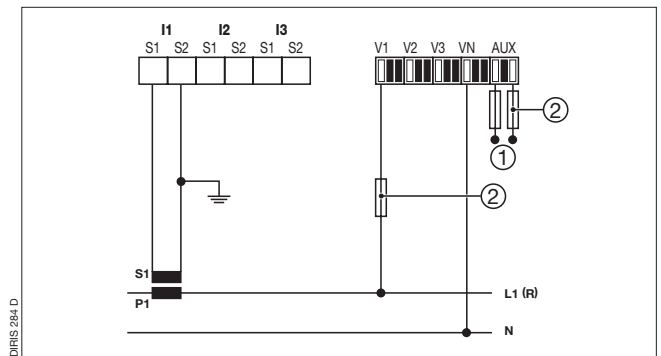 I1 I2 I3
S1 S2 S1 S2 S1 S2
V1 V2 V3 VN AUX
2
1
2
S1
P1
L1 (R)
N
DIRIS 284 D